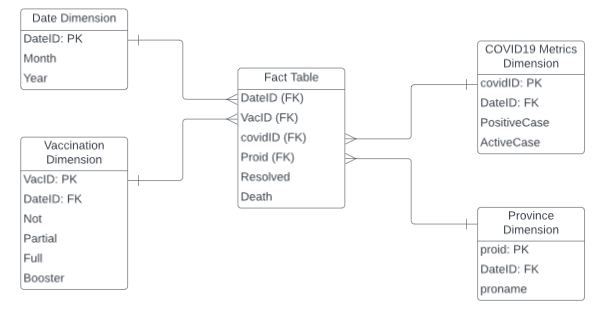 Date Dimension
DateID: PK
Month
Year
Vaccination
Dimension
VacID: PK
DateID: FK
Not
Partial
Full
Booster
Fact Table
DateID (FK)
VacID (FK)
covidID (FK)
Proid (FK)
Resolved
Death
COVID19 Metrics
Dimension
covidID: PK
DateID: FK
PositiveCase
ActiveCase
Province
Dimension
proid: PK
DateID: FK
proname